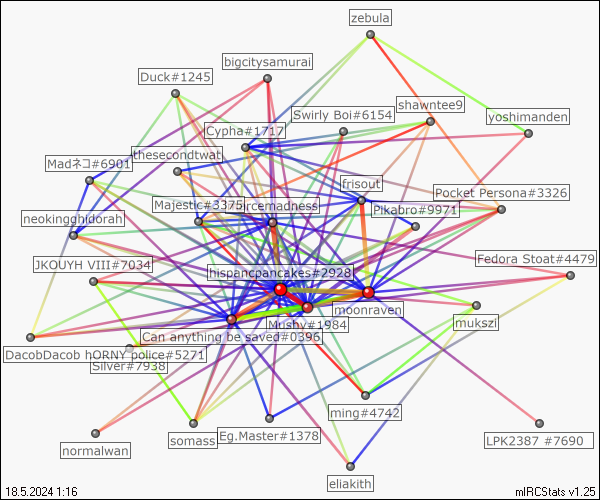 zebula
bigcitysamurai
Duck#1245
shawntee9
Swirly Boi#6154
yoshimanden
Cypha#1717
thesecondtwat
Madネコ#6901
frisout
Pocket Persona#3326
Majestic#3375
ircemadness
Pikabro#9971
neokingghidorah
Fedora Stoat#4479
JKOUYH VIII#7034
hispancpancakes#2928
moonraven
Mushy#1984
mukszi
Can anything be saved#0396
DacobDacob hORNY police#5271
Silver#7938
ming#4742
normalwan
somass
Eg.Master#1378
LPK2387 #7690
eliakith
18.5.2024 1:16
mIRCStats v1.25